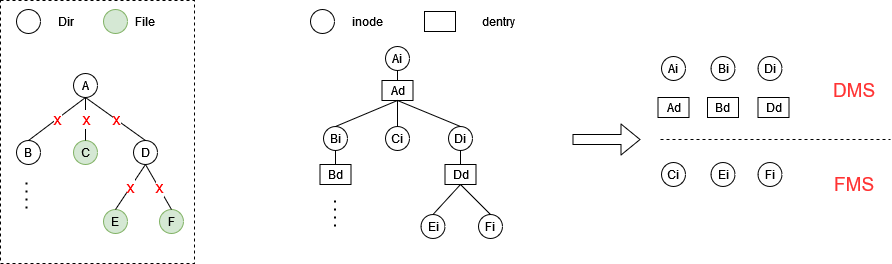 Dir File
inode dentry
A
X X X
B C D
X X
E F
Ai
Ad
Bi Ci Di
Bd Dd
Ei Fi
Ai Bi Di
DMS
Ad Bd Dd
Ci Ei Fi
FMS